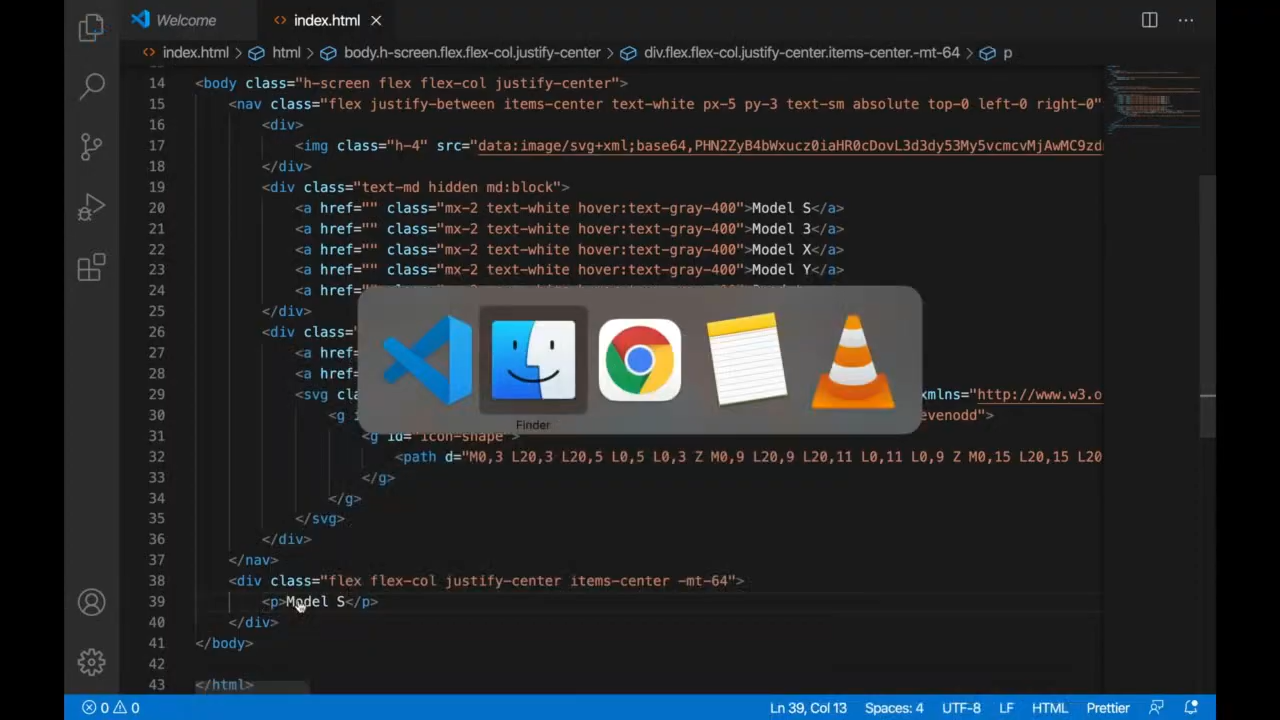 Welcome
index.html
index.html
html
body.h-screen.flex.flex-col.justify-center
div.flex.flex-col.justify-center.items-center.-mt-64
p
14 <body class="h-screen flex flex-col justify-center">
15 <nav class="flex justify-between items-center text-white px-5 py-3 text-sm absolute top-0 left-0 right-0"
16 <div>
17 <img class="h-4" src="data:image/svg+xml;base64,PHN2ZyB4bWxucz0iaHR0cDovL3d3dy53My5vcmcvMjAwMC9zd
18 </div>
19 <div class="text-md hidden md:block">
20 <a href="" class="mx-2 text-white hover:text-gray-400">Model S</a>
21 <a href="" class="mx-2 text-white hover:text-gray-400">Model 3</a>
22 <a href="" class="mx-2 text-white hover:text-gray-400">Model X</a>
23 <a href="" class="mx-2 text-white hover:text-gray-400">Model Y</a>
24 <a href=
25 </div>
26 <div class=
27 <a href
28 <a href
29 <svg cla xmlns="http://www.w3.o
30 <g i evenodd">
31 <g id="icon-shape">
32 <path d="M0,3 L20,3 L20,5 L0,5 L0,3 Z M0,9 L20,9 L20,11 L0,11 L0,9 Z M0,15 L20,15 L20
33 </g>
34 </g>
35 </svg>
36 </div>
37 </nav>
38 <div class="flex flex-col justify-center items-center -mt-64">
39 <p>Model S</p>
40 </div>
41 </body>
42
43 </html>
Finder
0 0
Ln 39, Col 13
Spaces: 4
UTF-8
LF
HTML
Prettier